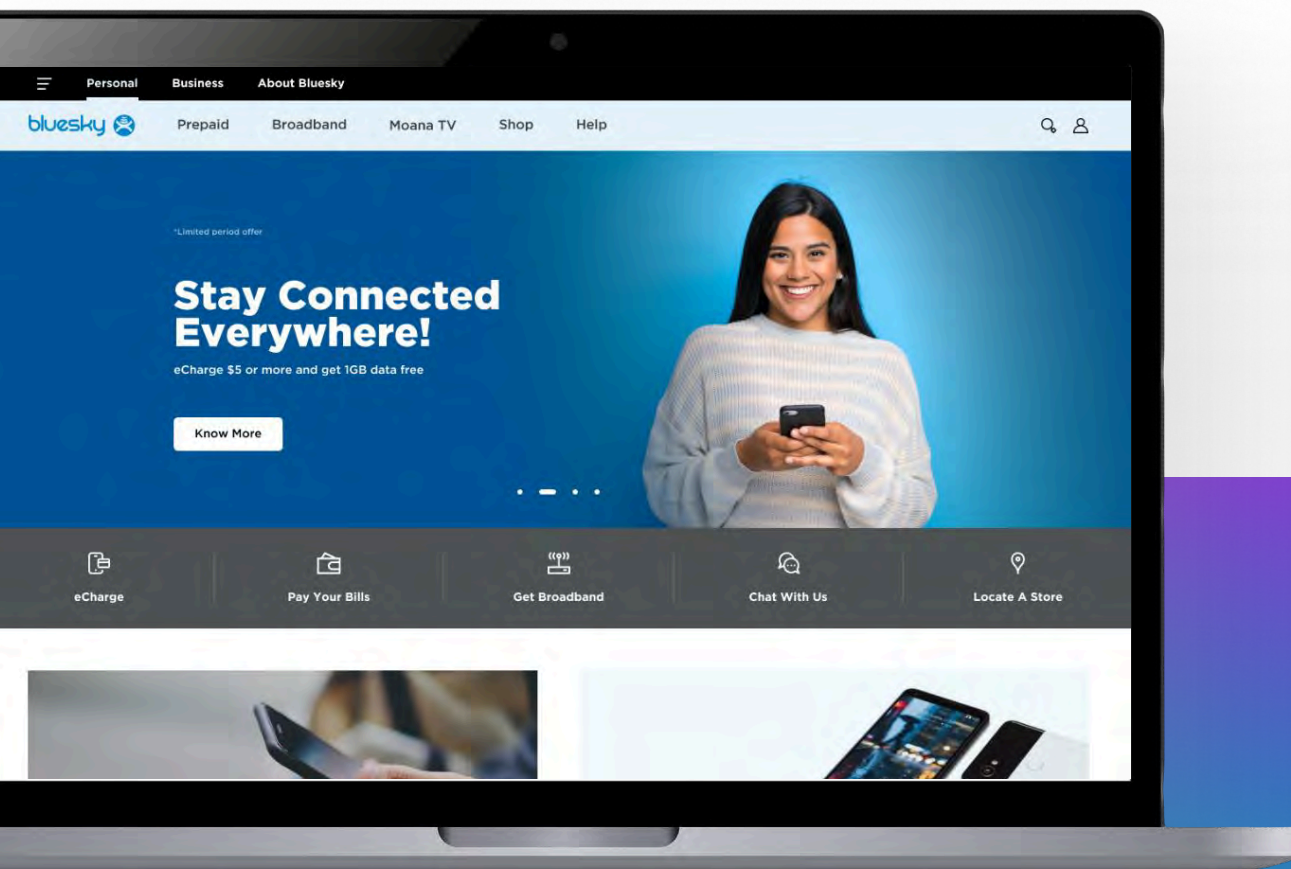 Personal Business About Bluesky
bluesky Prepaid Broadband Moana TV Shop Help
*Limited period offer
Stay Connected
Everywhere!
eCharge $5 or more and get 1GB data free
Know More
eCharge Pay Your Bills Get Broadband Chat With Us Locate A Store